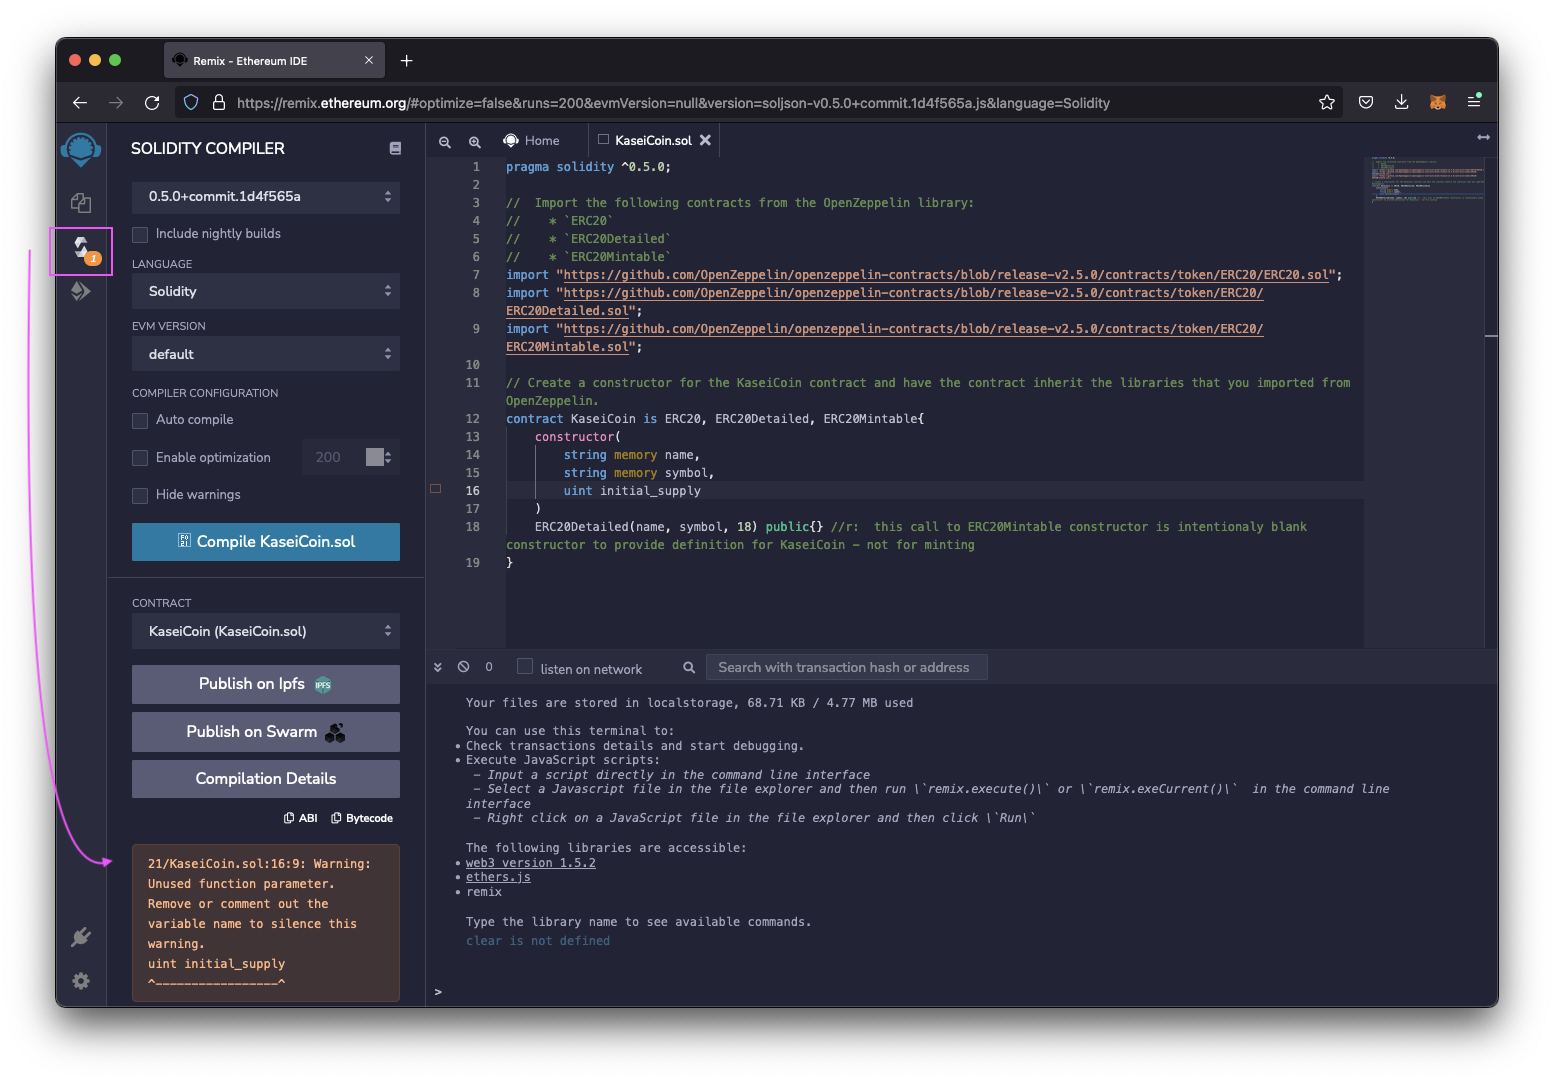 Remix - Ethereum IDE
https://remix.ethereum.org/#optimize=false&runs=200&evmVersion=null&version=soljson-v0.5.0+commit.1d4f565a.js&language=Solidity
SOLIDITY COMPILER
0.5.0+commit.1d4f565a
Include nightly builds
LANGUAGE
Solidity
EVM VERSION
default
COMPILER CONFIGURATION
Auto compile
Enable optimization
200
Hide warnings
Compile KaseiCoin.sol
CONTRACT
KaseiCoin (KaseiCoin.sol)
Publish on Ipfs
IPFS
Publish on Swarm
Compilation Details
ABI
Bytecode
21/KaseiCoin.sol:16:9: Warning:
Unused function parameter.
Remove or comment out the
variable name to silence this
warning.
uint initial_supply
^-----------------^
1
Home
KaseiCoin.sol
1 pragma solidity ^0.5.0;
2
3 //  Import the following contracts from the OpenZeppelin library:
4 //    * `ERC20`
5 //    * `ERC20Detailed`
6 //    * `ERC20Mintable`
7 import "https://github.com/OpenZeppelin/openzeppelin-contracts/blob/release-v2.5.0/contracts/token/ERC20/ERC20.sol";
8 import "https://github.com/OpenZeppelin/openzeppelin-contracts/blob/release-v2.5.0/contracts/token/ERC20/
ERC20Detailed.sol";
9 import "https://github.com/OpenZeppelin/openzeppelin-contracts/blob/release-v2.5.0/contracts/token/ERC20/
ERC20Mintable.sol";
10
11 // Create a constructor for the KaseiCoin contract and have the contract inherit the libraries that you imported from
OpenZeppelin.
12 contract KaseiCoin is ERC20, ERC20Detailed, ERC20Mintable{
13     constructor(
14         string memory name,
15         string memory symbol,
16         uint initial_supply
17     )
18     ERC20Detailed(name, symbol, 18) public{} //r:  this call to ERC20Mintable constructor is intentionaly blank
constructor to provide definition for KaseiCoin - not for minting
19 }
0
listen on network
Search with transaction hash or address
Your files are stored in localstorage, 68.71 KB / 4.77 MB used
You can use this terminal to:
• Check transactions details and start debugging.
• Execute JavaScript scripts:
- Input a script directly in the command line interface
- Select a Javascript file in the file explorer and then run \`remix.execute()\` or \`remix.exeCurrent()\`  in the command line
interface
- Right click on a JavaScript file in the file explorer and then click \`Run\`
The following libraries are accessible:
• web3 version 1.5.2
• ethers.js
• remix
Type the library name to see available commands.
clear is not defined
>